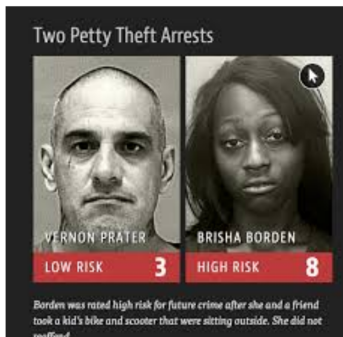 Two Petty Theft Arrests
VERNON PRATER
LOW RISK 3
BRISHA BORDEN
HIGH RISK 8
Borden was rated high risk for future crime after she and a friend
took a kid's bike and scooter that were sitting outside. She did not
reoffend.